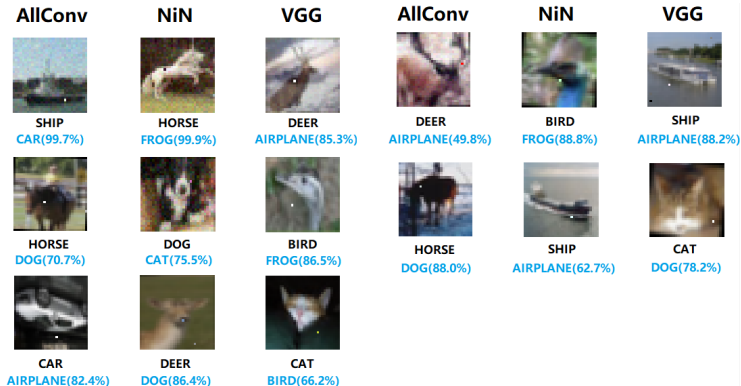 AllConv NiN VGG AllConv NiN VGG
SHIP HORSE DEER DEER BIRD SHIP
CAR(99.7%) FROG(99.9%) AIRPLANE(85.3%) AIRPLANE(49.8%) FROG(88.8%) AIRPLANE(88.2%)
HORSE DOG BIRD HORSE SHIP CAT
DOG(70.7%) CAT(75.5%) FROG(86.5%) DOG(88.0%) AIRPLANE(62.7%) DOG(78.2%)
CAR DEER CAT
AIRPLANE(82.4%) DOG(86.4%) BIRD(66.2%)